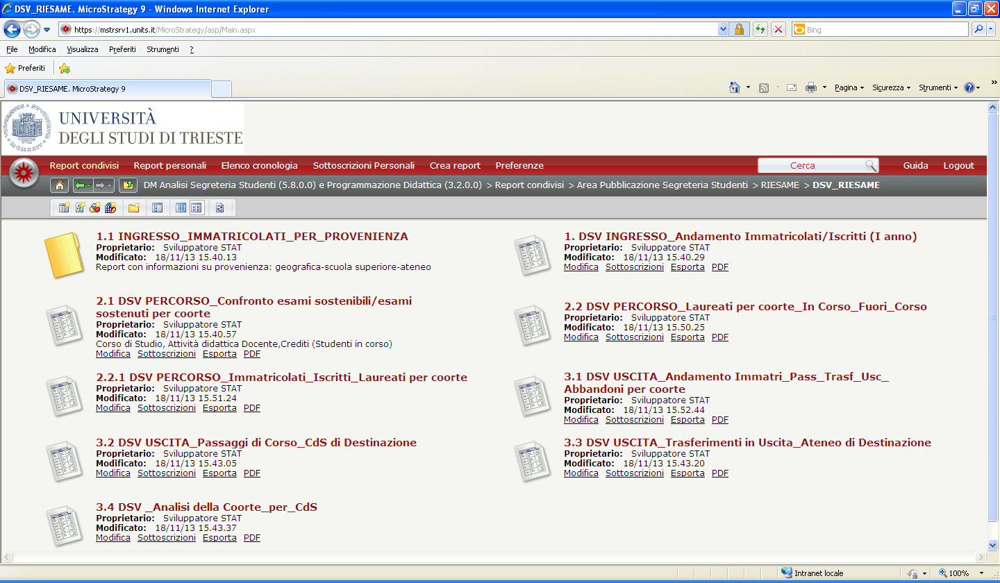 DSV_RIESAME. MicroStrategy 9 - Windows Internet Explorer
https://mstrsrv1.units.it/MicroStrategy/asp/Main.aspx
Bing
File Modifica Visualizza Preferiti Strumenti ?
Preferiti
DSV_RIESAME. MicroStrategy 9
Pagina Sicurezza Strumenti »
UNIVERSITÀ
DEGLI STUDI DI TRIESTE
Report condivisi Report personali Elenco cronologia Sottoscrizioni Personali Crea report Preferenze Cerca Guida Logout
DM Analisi Segreteria Studenti (5.8.0.0) e Programmazione Didattica (3.2.0.0) > Report condivisi > Area Pubblicazione Segreteria Studenti > RIESAME > DSV_RIESAME
1.1 INGRESSO_IMMATRICOLATI_PER_PROVENIENZA
Proprietario: Sviluppatore STAT
Modificato: 18/11/13 15.40.13
Report con informazioni su provenienza: geografica-scuola superiore-ateneo
1. DSV INGRESSO_Andamento Immatricolati/Iscritti (I anno)
Proprietario: Sviluppatore STAT
Modificato: 18/11/13 15.40.29
Modifica Sottoscrizioni Esporta PDF
2.1 DSV PERCORSO_Confronto esami sostenibili/esami
sostenuti per coorte
Proprietario: Sviluppatore STAT
Modificato: 18/11/13 15.40.57
Corso di Studio, Attività didattica Docente,Crediti (Studenti in corso)
Modifica Sottoscrizioni Esporta PDF
2.2 DSV PERCORSO_Laureati per coorte_In Corso_Fuori_Corso
Proprietario: Sviluppatore STAT
Modificato: 18/11/13 15.50.25
Modifica Sottoscrizioni Esporta PDF
2.2.1 DSV PERCORSO_Immatricolati_Iscritti_Laureati per coorte
Proprietario: Sviluppatore STAT
Modificato: 18/11/13 15.51.24
Modifica Sottoscrizioni Esporta PDF
3.1 DSV USCITA_Andamento Immatri_Pass_Trasf_Usc_
Abbandoni per coorte
Proprietario: Sviluppatore STAT
Modificato: 18/11/13 15.52.44
Modifica Sottoscrizioni Esporta PDF
3.2 DSV USCITA_Passaggi di Corso_CdS di Destinazione
Proprietario: Sviluppatore STAT
Modificato: 18/11/13 15.43.05
Modifica Sottoscrizioni Esporta PDF
3.3 DSV USCITA_Trasferimenti in Uscita_Ateneo di Destinazione
Proprietario: Sviluppatore STAT
Modificato: 18/11/13 15.43.20
Modifica Sottoscrizioni Esporta PDF
3.4 DSV _Analisi della Coorte_per_CdS
Proprietario: Sviluppatore STAT
Modificato: 18/11/13 15.43.37
Modifica Sottoscrizioni Esporta PDF
Intranet locale 100%